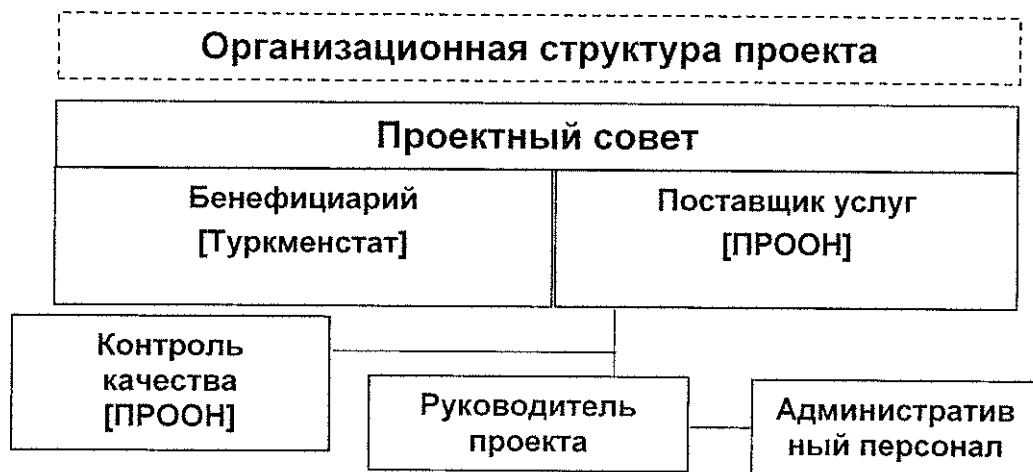 Организационная структура проекта
Проектный совет
Бенефициарий
[Туркменстат]
Поставщик услуг
[ПРООН]
Контроль
качества
[ПРООН]
Руководитель
проекта
Административ
ный персонал